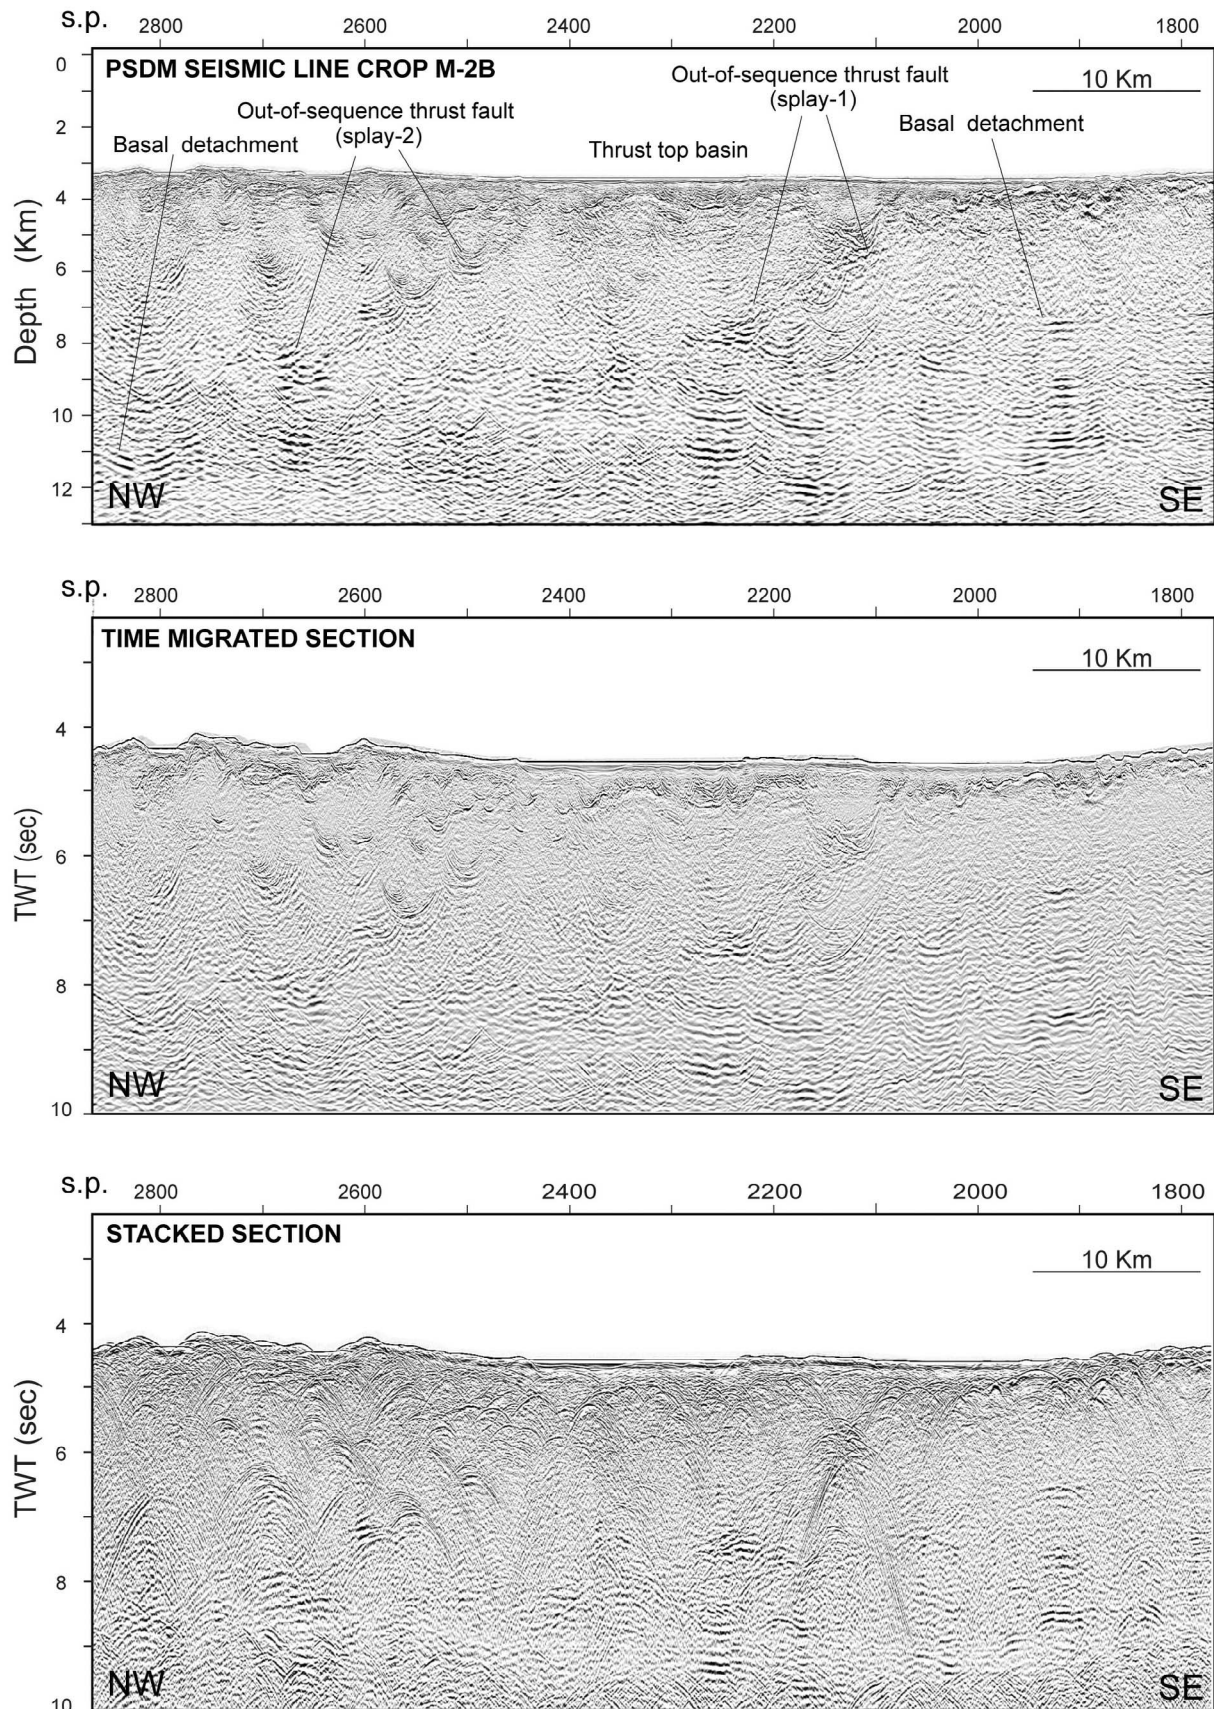 s.p. 2800 2600 2400 2200 2000 1800
PSDM SEISMIC LINE CROP M-2B
Out-of-sequence thrust fault
(splay-1)
10 Km
Out-of-sequence thrust fault
(splay-2)
Basal detachment
Basal detachment
Thrust top basin
0
2
4
6
8
10
12
Depth (Km)
NW SE
s.p. 2800 2600 2400 2200 2000 1800
TIME MIGRATED SECTION
10 Km
4
6
8
10
TWT (sec)
NW SE
s.p. 2800 2600 2400 2200 2000 1800
STACKED SECTION
10 Km
4
6
8
10
TWT (sec)
NW SE